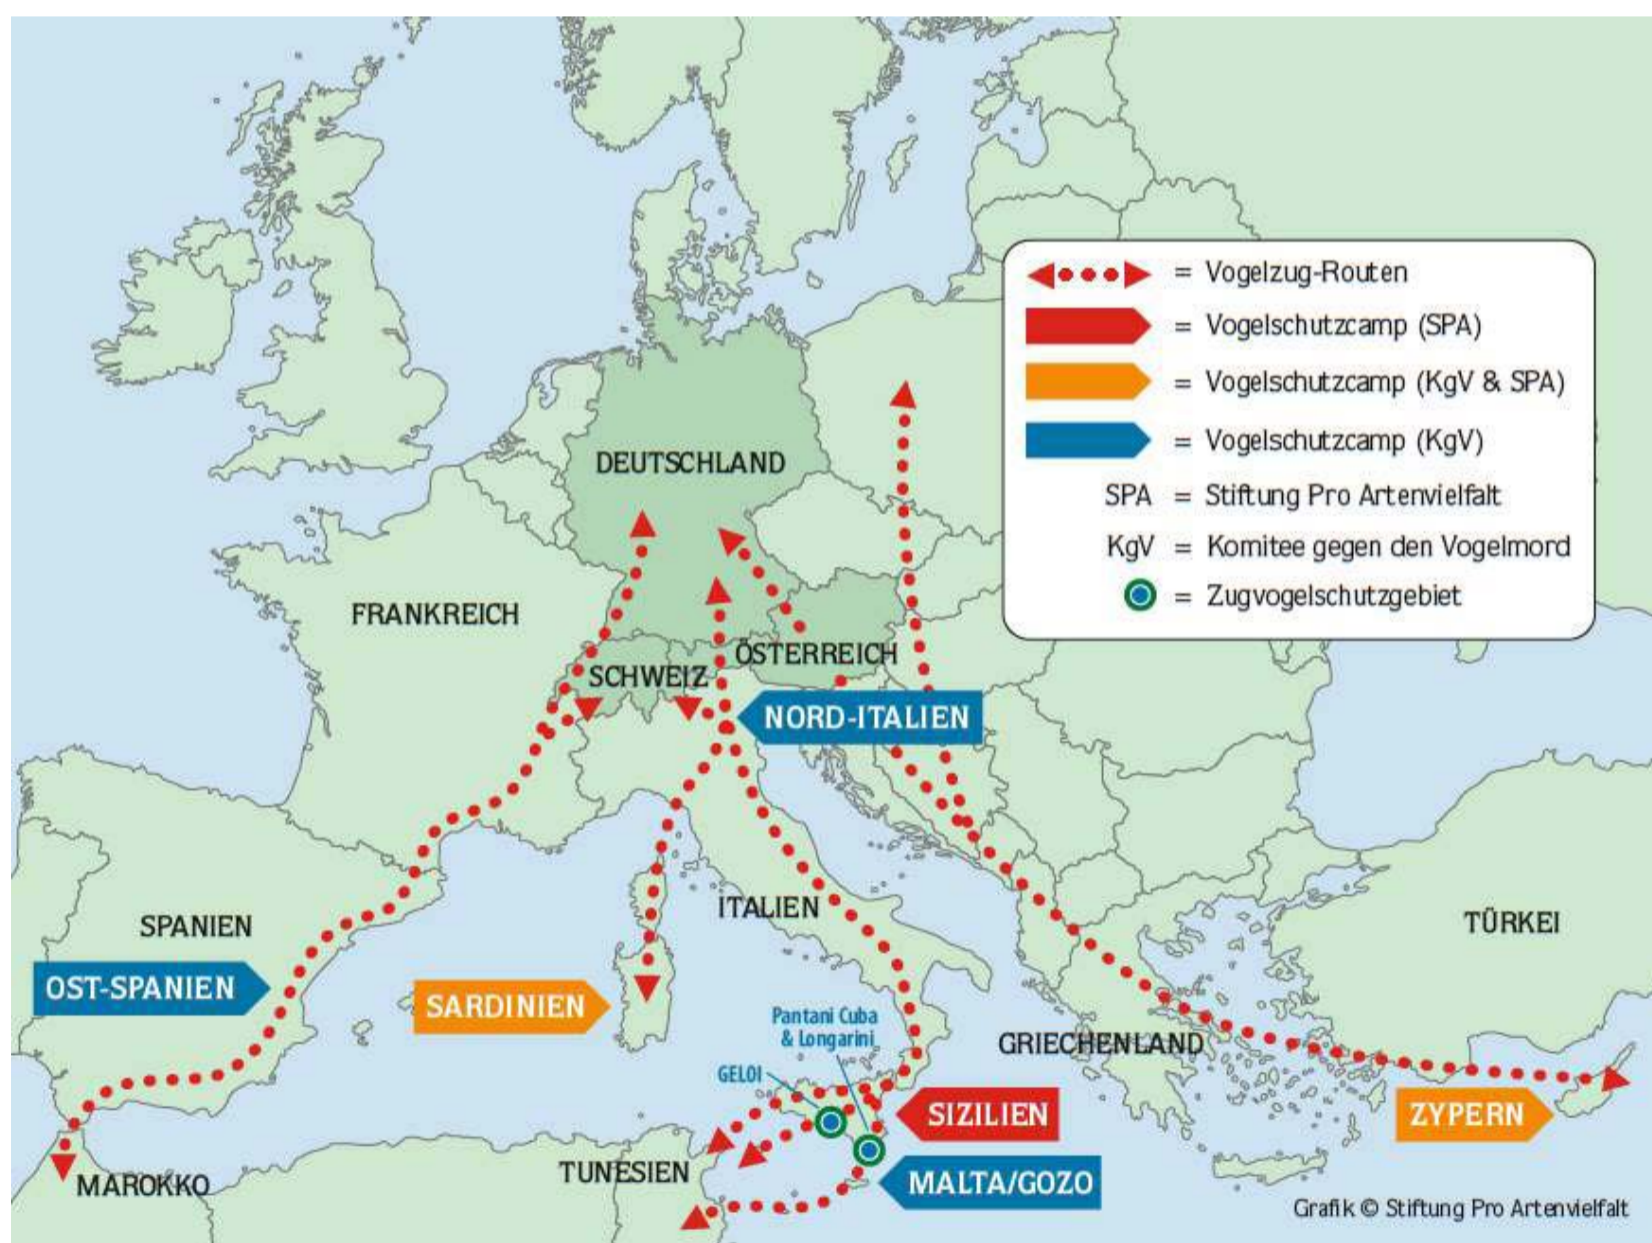 = Vogelzug-Routen
= Vogelschutzcamp (SPA)
= Vogelschutzcamp (KgV & SPA)
= Vogelschutzcamp (KgV)
SPA = Stiftung Pro Artenvielfalt
KgV = Komitee gegen den Vogelmord
= Zugvogelschutzgebiet
DEUTSCHLAND
FRANKREICH
ÖSTERREICH
SCHWEIZ
NORD-ITALIEN
ITALIEN
SPANIEN
TÜRKEI
OST-SPANIEN
SARDINIEN
Pantani Cuba
& Longarini
GRIECHENLAND
GELOI
SIZILIEN
ZYPERN
TUNESIEN
MALTA/GOZO
MAROKKO
Grafik © Stiftung Pro Artenvielfalt